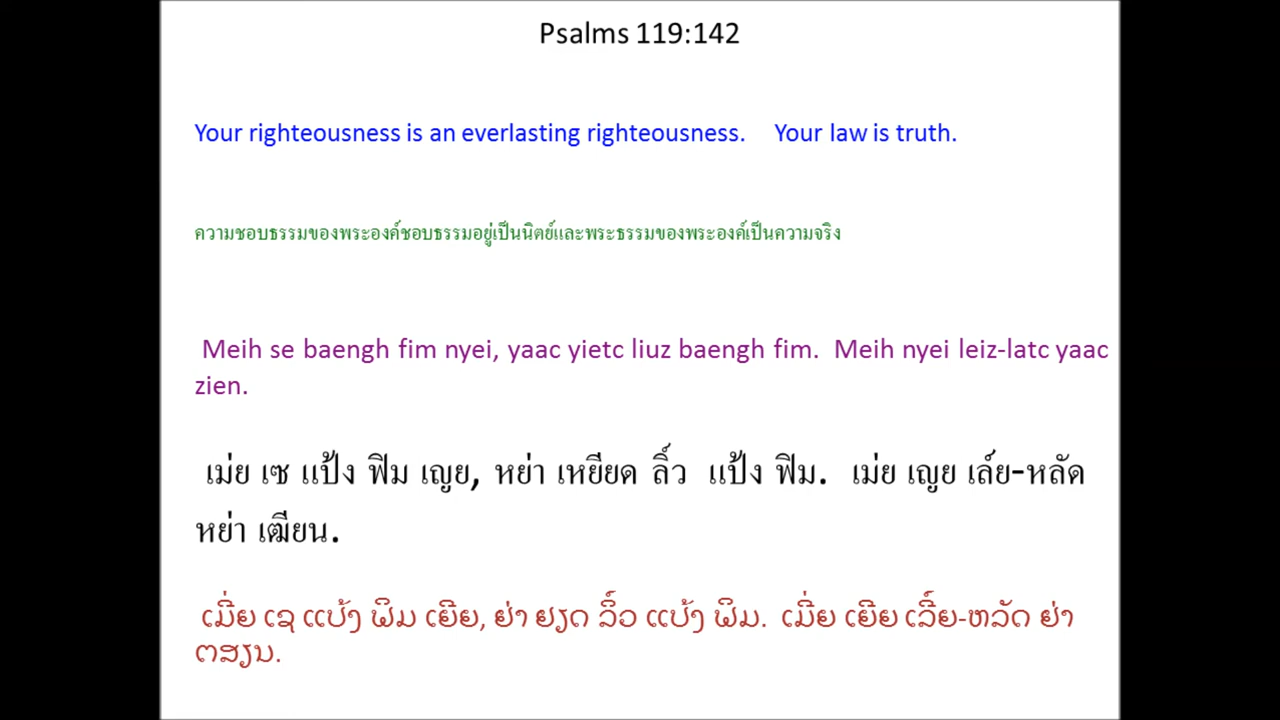 Psalms 119:142
Your righteousness is an everlasting righteousness. Your law is truth.
ความชอบธรรมของพระองค์ชอบธรรมอยู่เป็นนิตย์และพระธรรมของพระองค์เป็นความจริง
Meih se baengh fim nyei, yaac yietc liuz baengh fim. Meih nyei leiz-latc yaac
zien.
เม่ย เซ แป้ง ฟิม เญย, หย่า เหยียด ลิ์ว แป้ง ฟิม. เม่ย เญย เล์ย-หลัด
หย่า เฒียน.
ເມີ່ຍ ເຊ ແປ້ງ ຟິມ ເຍີຍ, ຢ່າ ຢຽດ ລິ໌ວ ແປ້ງ ຟິມ. ເມີ່ຍ ເຍີຍ ເລີ໌ຍ-ຫລັດ ຢ່າ
ຕສຽນ.